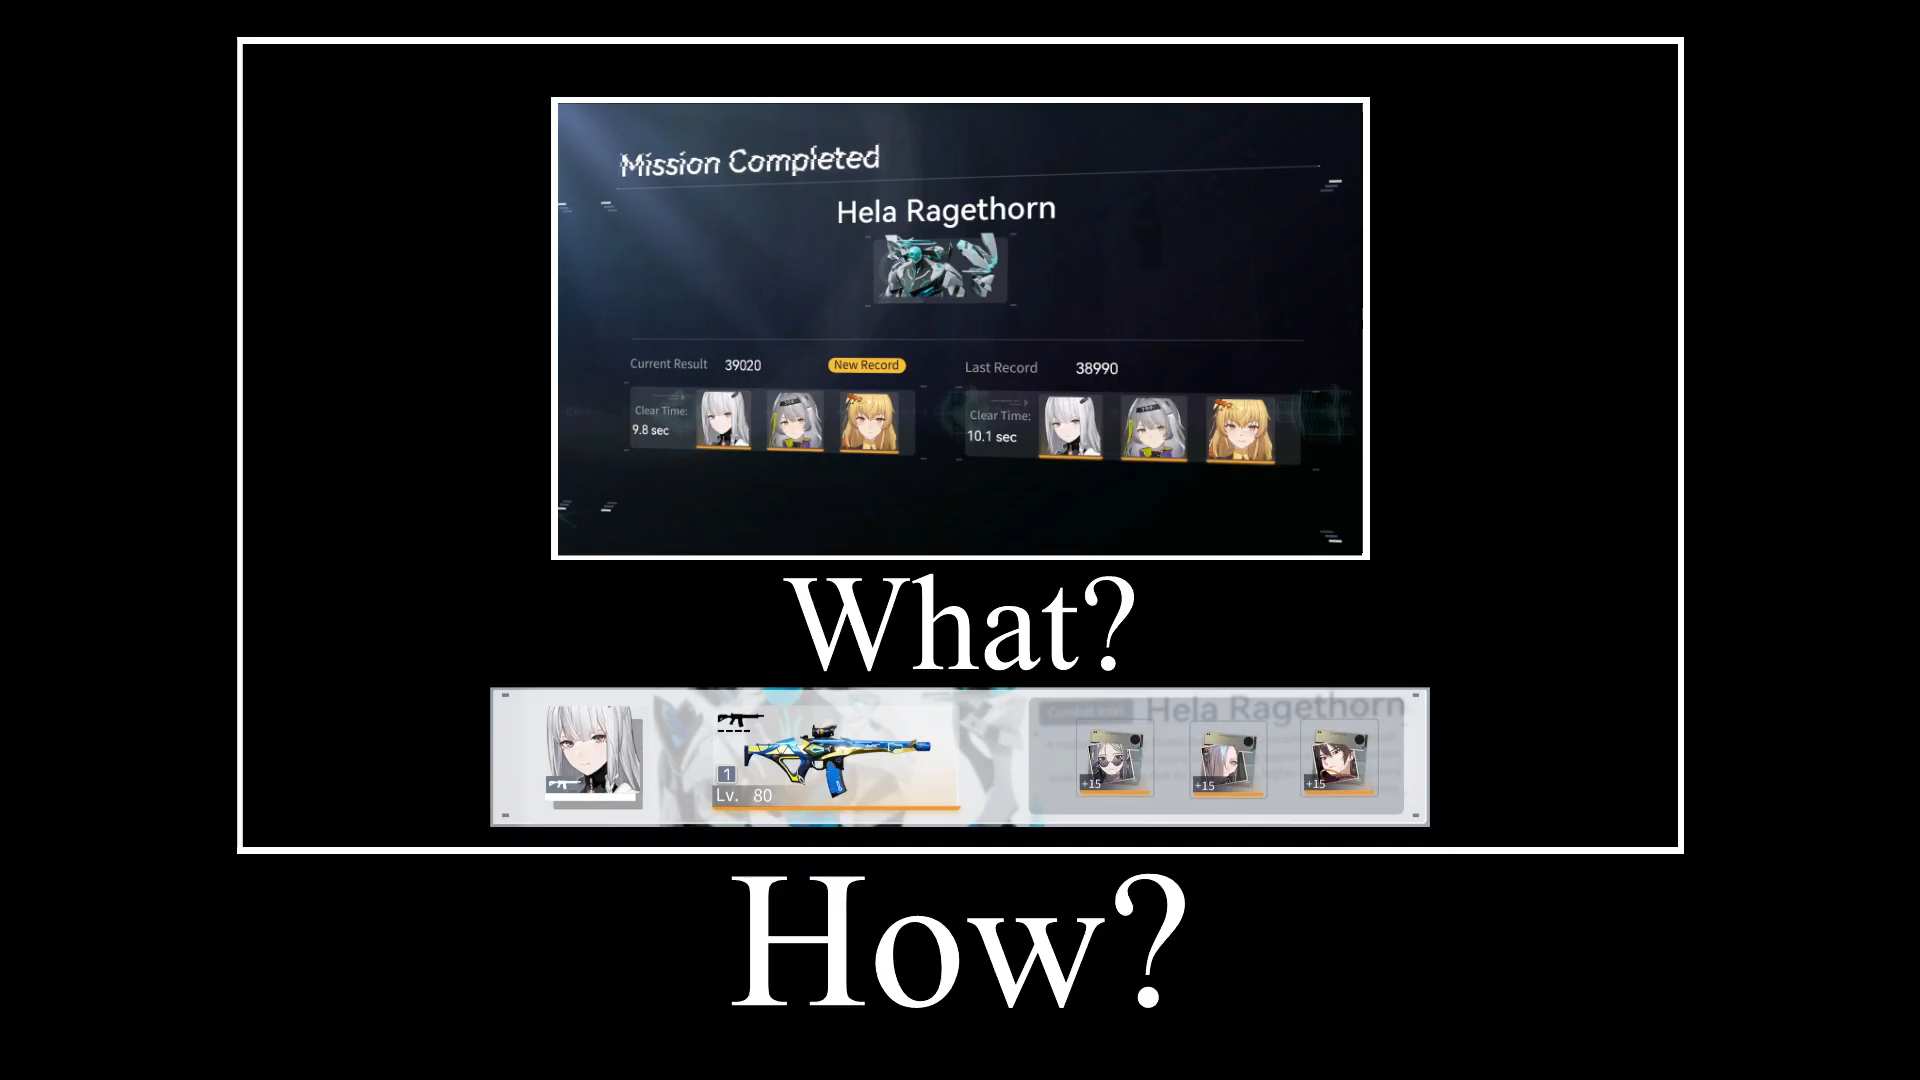 Mission Completed
Hela Ragethorn
Current Result 39020 New Record
Last Record 38990
Clear Time:
9.8 sec
Clear Time:
10.1 sec
What?
Hela Ragethorn
1
Lv. 80
+15
+15
+15
How?